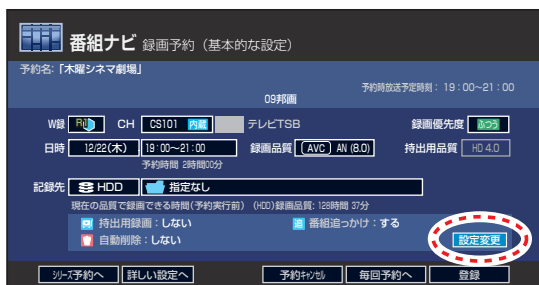 番組ナビ 録画予約（基本的な設定）
予約名：「木曜シネマ劇場」
予約時放送予定時刻：19：00～21：00
09邦画
W録 CH CS101 内蔵 テレビTSB 録画優先度 ふつう
日時 12/22(木) 19:00～21:00 録画品質 AVC AN (8.0) 持出用品質 HD 4.0
予約時間 2時間00分
記録先 HDD 指定なし
現在の品質で録画できる時間(予約実行前) (HDD)録画品質：128時間 37分
持出用録画：しない 追 番組追っかけ：する
自動削除：しない 設定変更
シリーズ予約へ 詳しい設定へ 予約キャンセル 毎回予約へ 登録